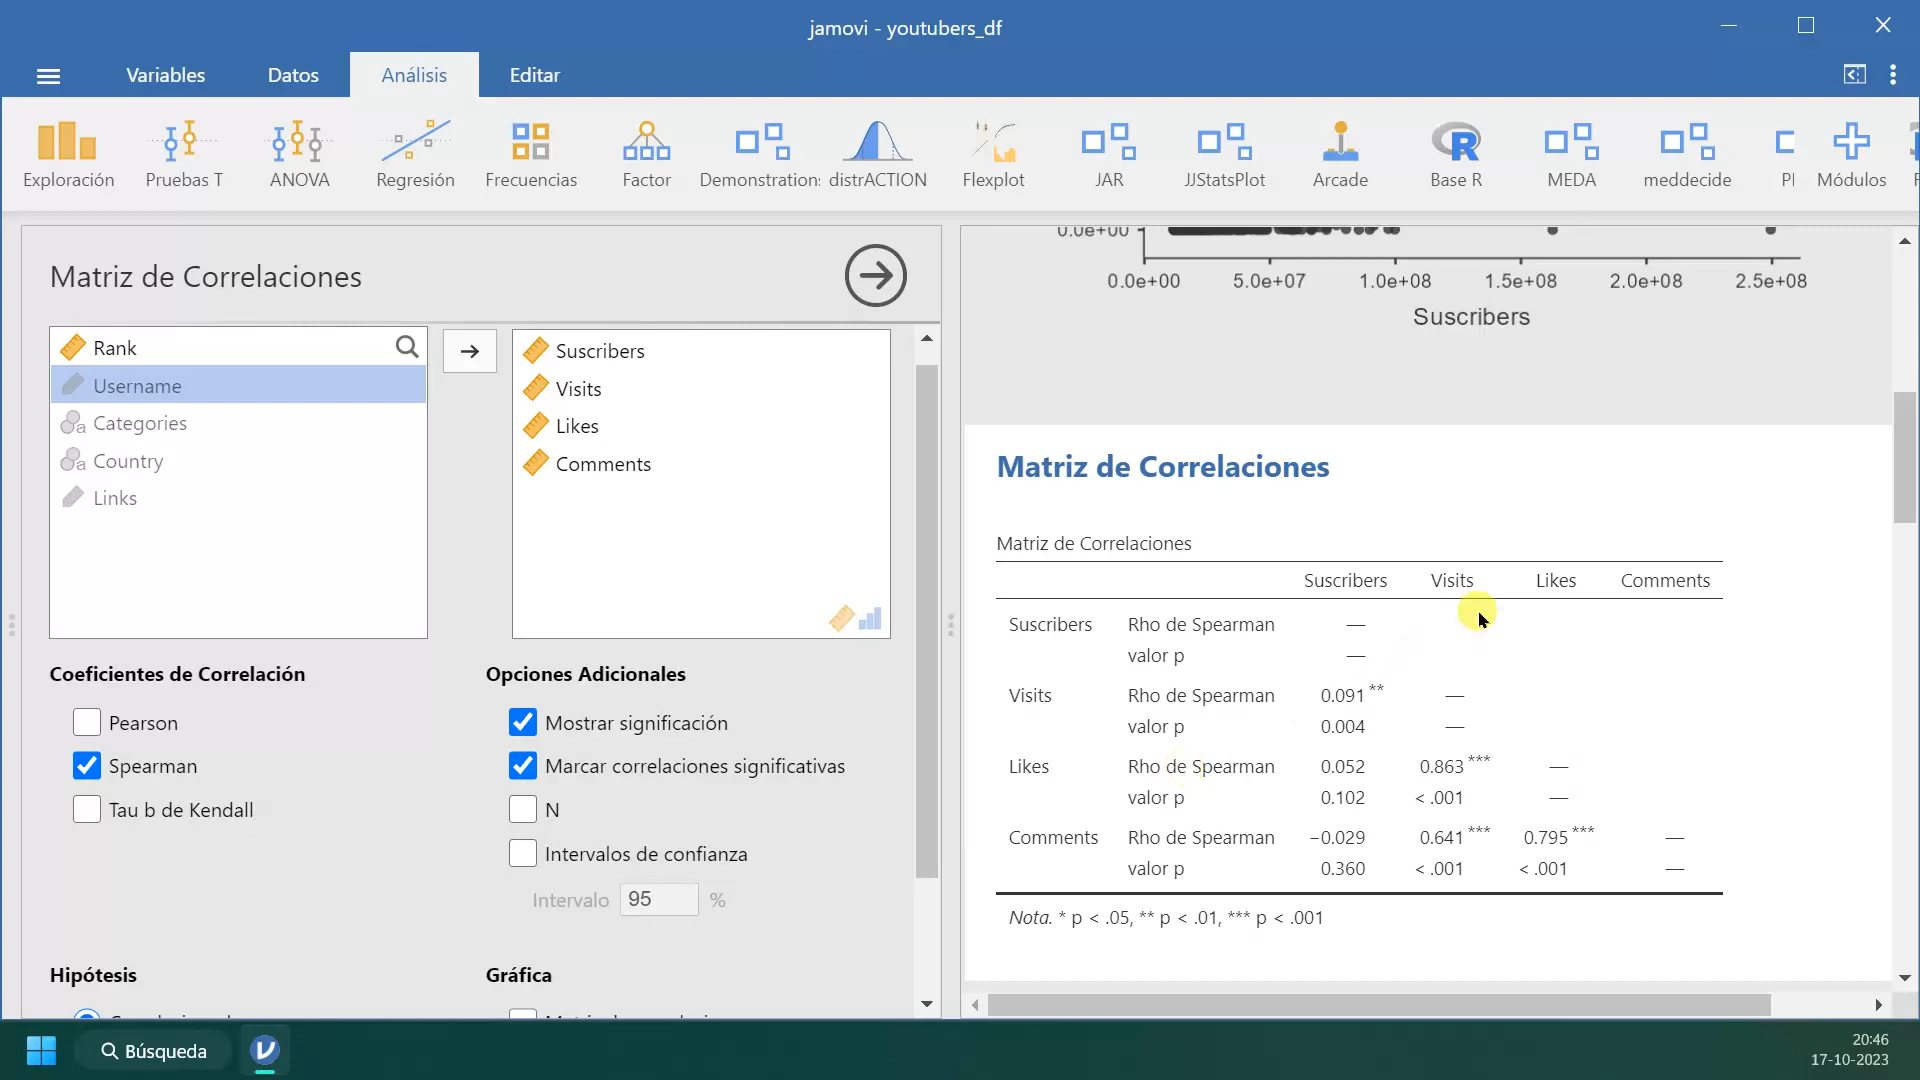 jamovi - youtubers_df
Variables
Datos
Análisis
Editar
Exploración
Pruebas T
ANOVA
Regresión
Frecuencias
Factor
Demonstration
distrACTION
Flexplot
JAR
JJStatsPlot
Arcade
Base R
MEDA
meddecide
Módulos
Matriz de Correlaciones
Rank
Username
Categories
Country
Links
Suscribers
Visits
Likes
Comments
Coeficientes de Correlación
Pearson
Spearman
Tau b de Kendall
Opciones Adicionales
Mostrar significación
Marcar correlaciones significativas
N
Intervalos de confianza
Intervalo 95 %
Hipótesis
Gráfica
0.0e+00
0.0e+00 5.0e+07 1.0e+08 1.5e+08 2.0e+08 2.5e+08
Suscribers
Matriz de Correlaciones
Matriz de Correlaciones
Suscribers Visits Likes Comments
Suscribers Rho de Spearman —
valor p —
Visits Rho de Spearman 0.091 ** —
valor p 0.004 —
Likes Rho de Spearman 0.052 0.863 *** —
valor p 0.102 < .001 —
Comments Rho de Spearman −0.029 0.641 *** 0.795 *** —
valor p 0.360 < .001 < .001 —
Nota. * p < .05, ** p < .01, *** p < .001
Búsqueda
20:46
17-10-2023